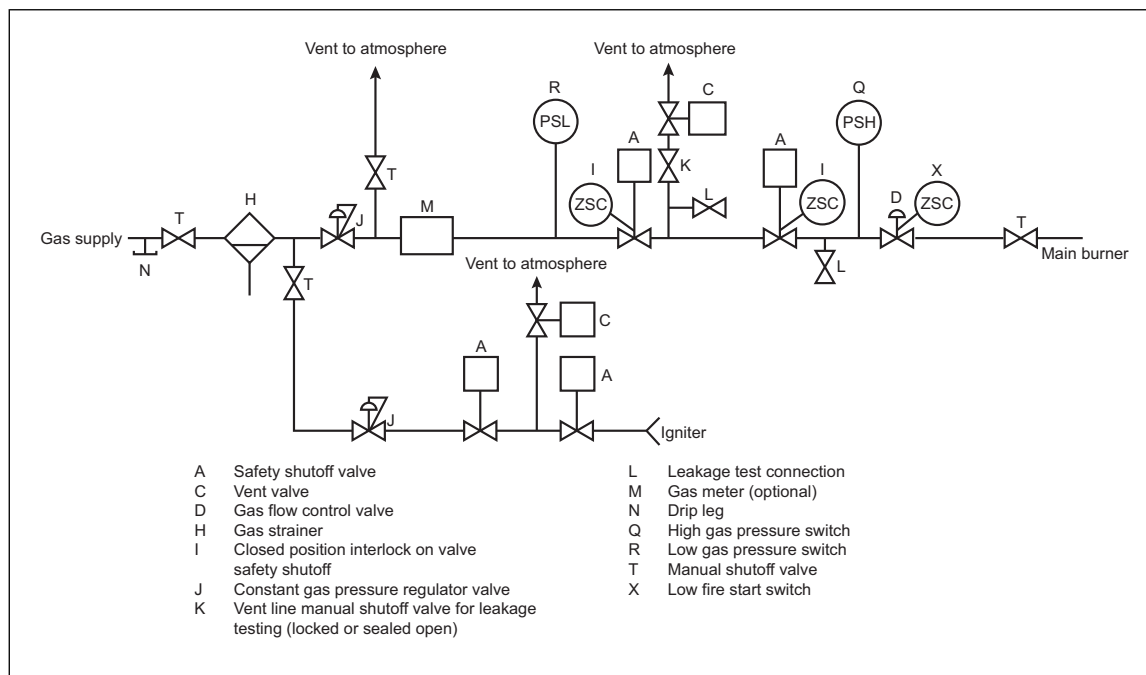 Vent to atmosphere
Vent to atmosphere
R
PSL
C
Q
PSH
A
K
A
T
I
ZSC
L
I
ZSC
D
X
ZSC
H
T
J
M
T
Gas supply
N
L
Main burner
T
Vent to atmosphere
C
A
A
J
Igniter
A Safety shutoff valve
C Vent valve
D Gas flow control valve
H Gas strainer
I Closed position interlock on valve
safety shutoff
J Constant gas pressure regulator valve
K Vent line manual shutoff valve for leakage
testing (locked or sealed open)
L Leakage test connection
M Gas meter (optional)
N Drip leg
Q High gas pressure switch
R Low gas pressure switch
T Manual shutoff valve
X Low fire start switch